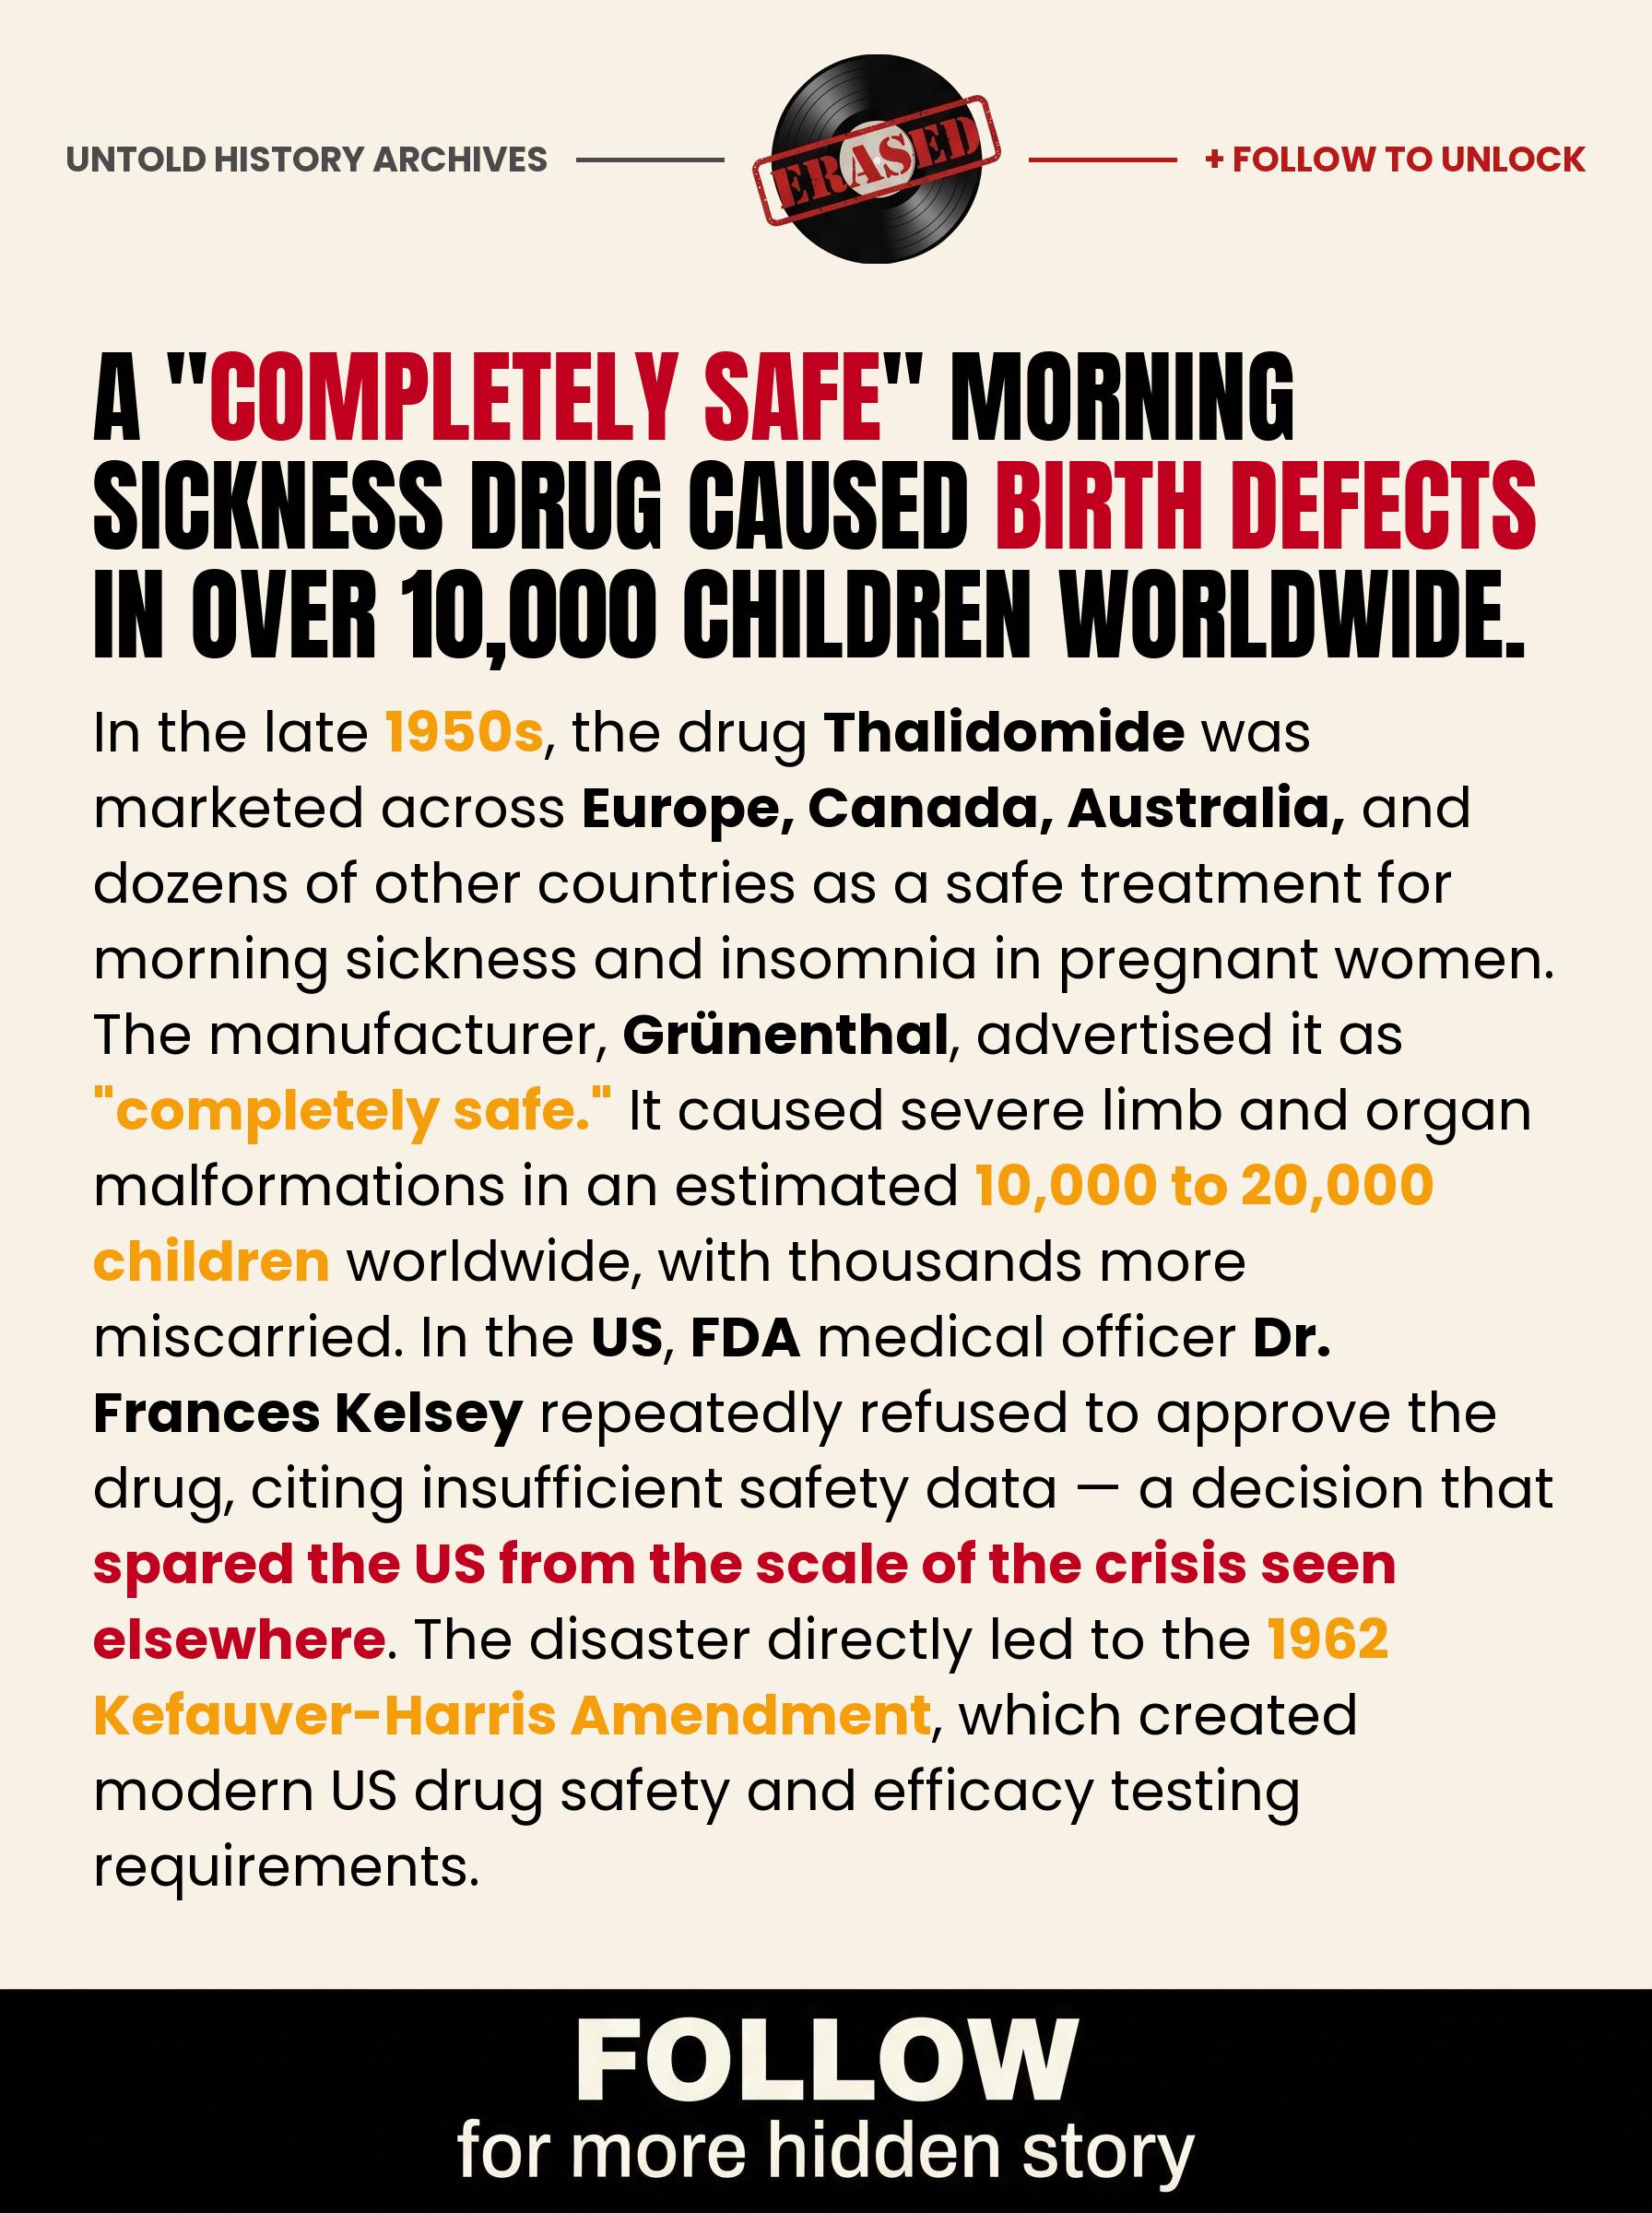 UNTOLD HISTORY ARCHIVES
ERASED
+ FOLLOW TO UNLOCK
A "COMPLETELY SAFE" MORNING
SICKNESS DRUG CAUSED BIRTH DEFECTS
IN OVER 10,000 CHILDREN WORLDWIDE.
In the late 1950s, the drug Thalidomide was
marketed across Europe, Canada, Australia, and
dozens of other countries as a safe treatment for
morning sickness and insomnia in pregnant women.
The manufacturer, Grünenthal, advertised it as
"completely safe." It caused severe limb and organ
malformations in an estimated 10,000 to 20,000
children worldwide, with thousands more
miscarried. In the US, FDA medical officer Dr.
Frances Kelsey repeatedly refused to approve the
drug, citing insufficient safety data — a decision that
spared the US from the scale of the crisis seen
elsewhere. The disaster directly led to the 1962
Kefauver-Harris Amendment, which created
modern US drug safety and efficacy testing
requirements.
FOLLOW
for more hidden story